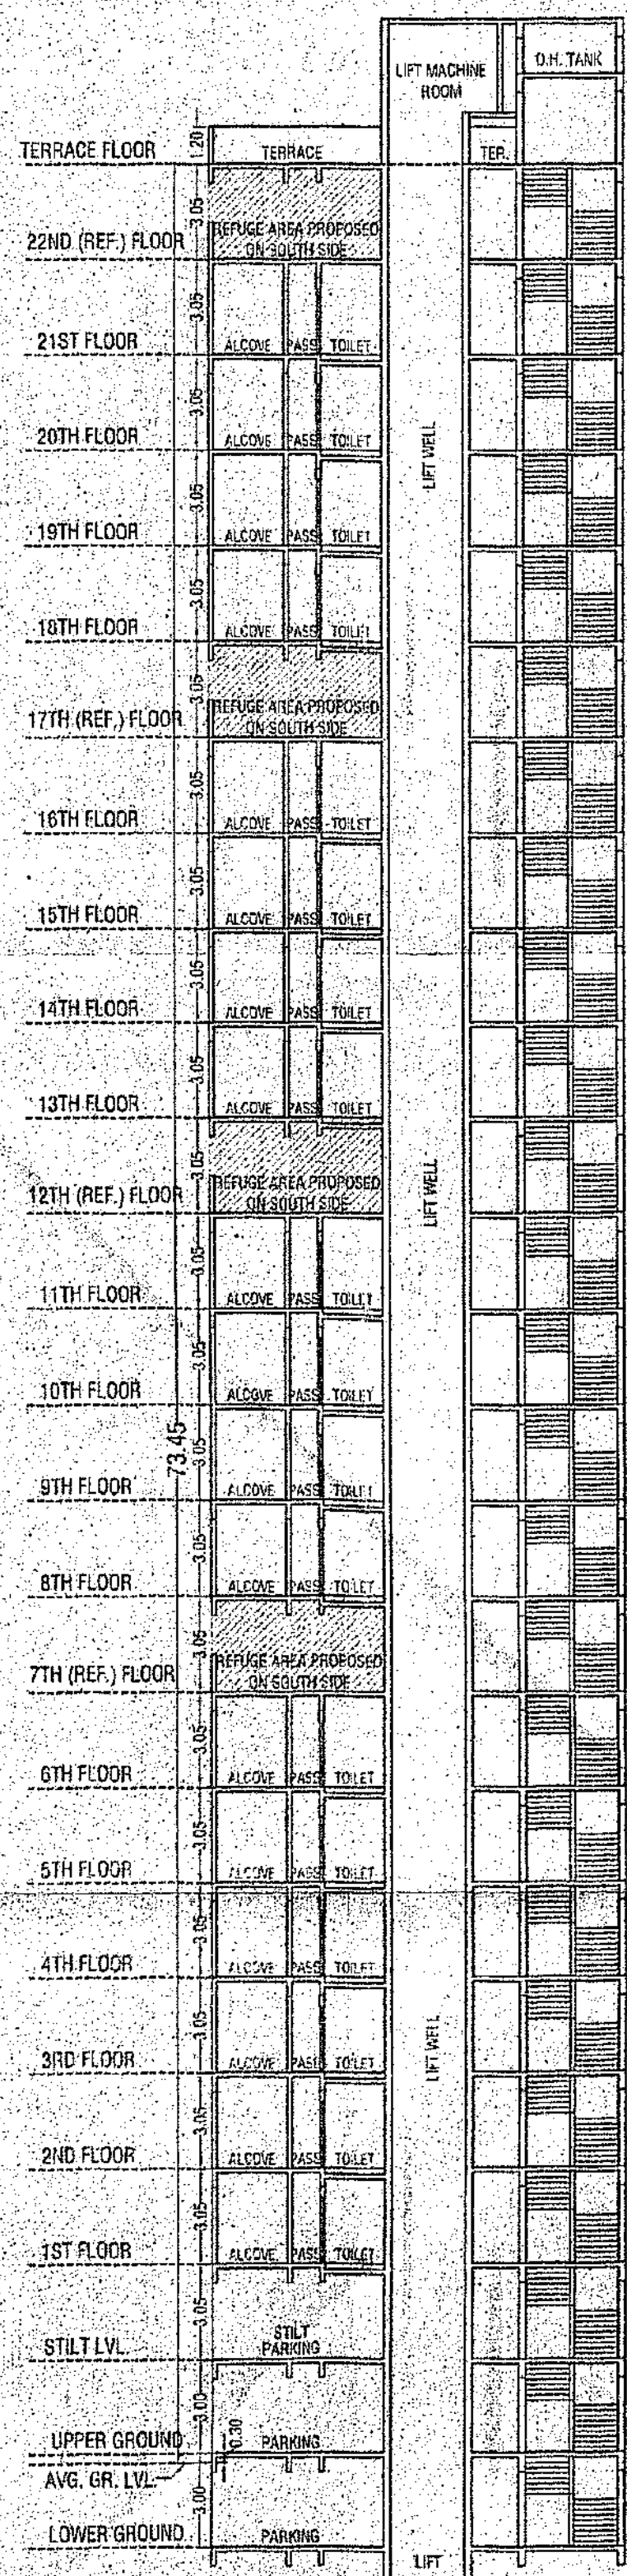 LIFT MACHINE
ROOM
O.H. TANK
TERRACE FLOOR
1.20
TERRACE
TER.
22ND (REF.) FLOOR
3.05
REFUGE AREA PROPOSED
ON SOUTH SIDE
21ST FLOOR
3.05
ALCOVE
PASS
TOILET
20TH FLOOR
3.05
ALCOVE
PASS
TOILET
LIFT WELL
19TH FLOOR
3.05
ALCOVE
PASS
TOILET
18TH FLOOR
3.05
ALCOVE
PASS
TOILET
17TH (REF.) FLOOR
3.05
REFUGE AREA PROPOSED
ON SOUTH SIDE
16TH FLOOR
3.05
ALCOVE
PASS
TOILET
15TH FLOOR
3.05
ALCOVE
PASS
TOILET
14TH FLOOR
3.05
ALCOVE
PASS
TOILET
13TH FLOOR
3.05
ALCOVE
PASS
TOILET
12TH (REF.) FLOOR
3.05
REFUGE AREA PROPOSED
ON SOUTH SIDE
LIFT WELL
11TH FLOOR
3.05
ALCOVE
PASS
TOILET
10TH FLOOR
3.05
ALCOVE
PASS
TOILET
73.45
9TH FLOOR
3.05
ALCOVE
PASS
TOILET
8TH FLOOR
3.05
ALCOVE
PASS
TOILET
7TH (REF.) FLOOR
3.05
REFUGE AREA PROPOSED
ON SOUTH SIDE
6TH FLOOR
3.05
ALCOVE
PASS
TOILET
5TH FLOOR
3.05
ALCOVE
PASS
TOILET
4TH FLOOR
3.05
ALCOVE
PASS
TOILET
3RD FLOOR
3.05
ALCOVE
PASS
TOILET
LIFT WELL
2ND FLOOR
3.05
ALCOVE
PASS
TOILET
1ST FLOOR
3.05
ALCOVE
PASS
TOILET
STILT LVL
3.05
STILT
PARKING
UPPER GROUND
3.00
0.30
PARKING
AVG. GR. LVL
LOWER GROUND
3.00
PARKING
LIFT